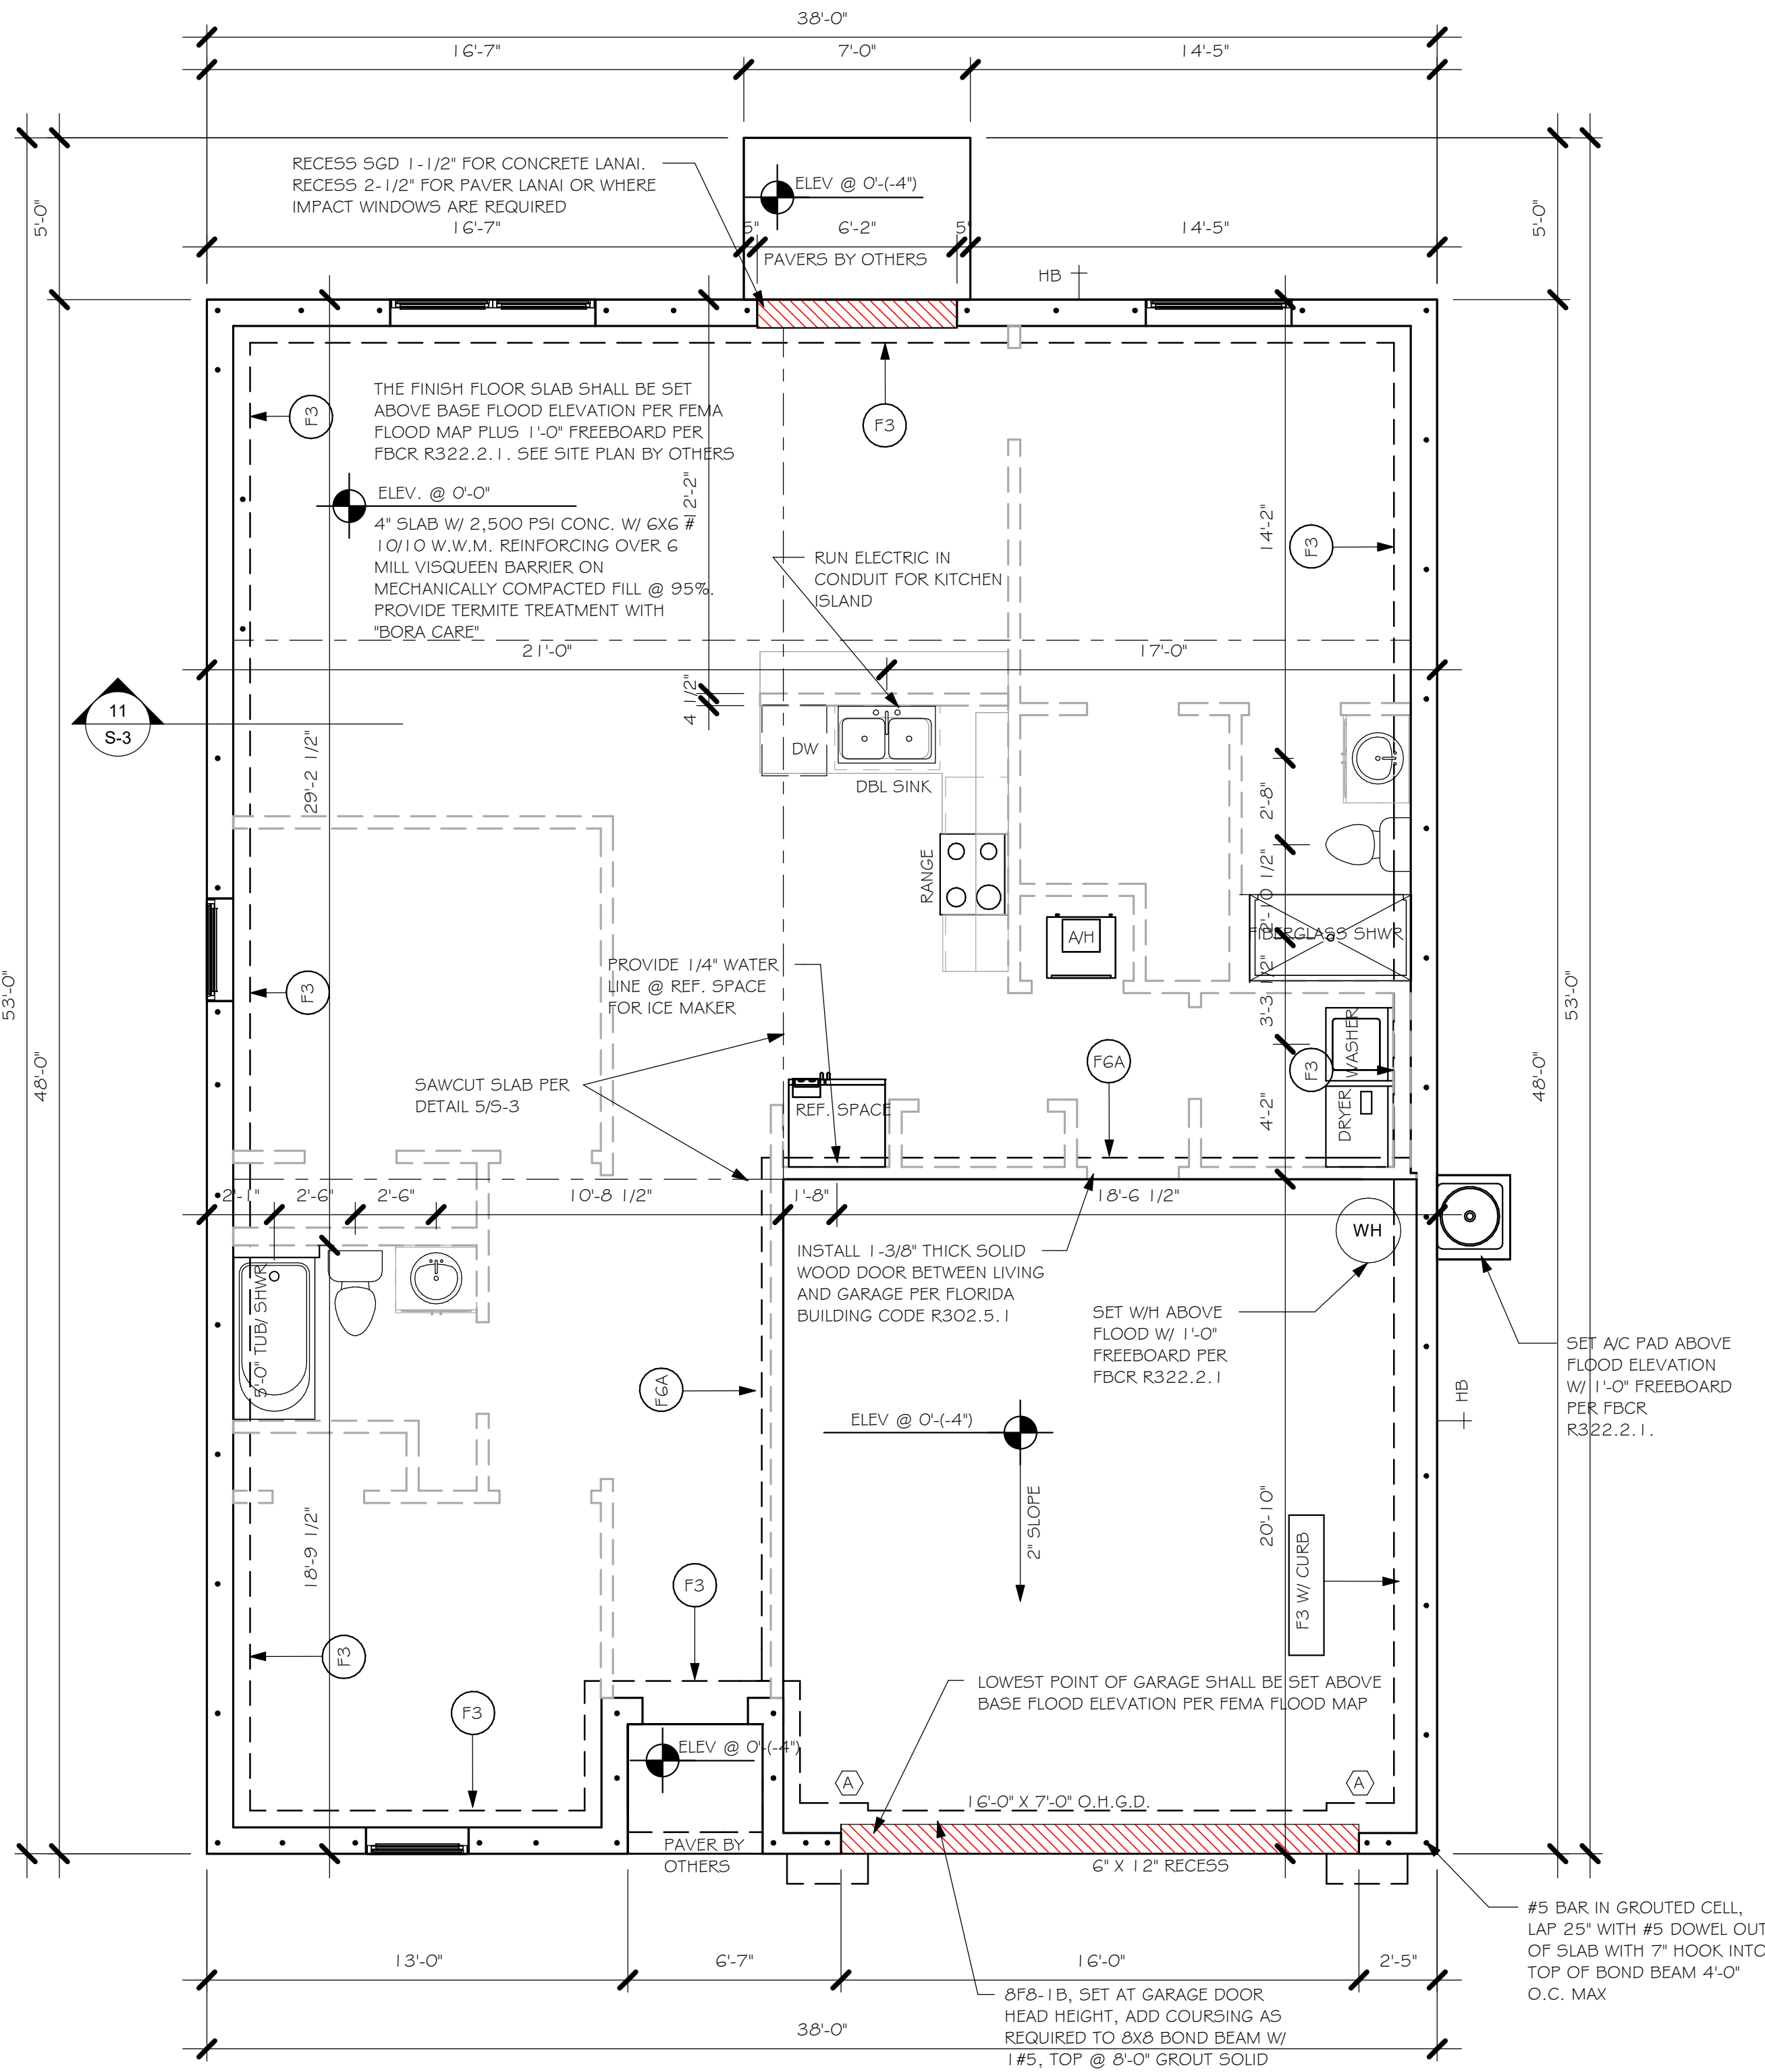 38'-0"
16'-7"
7'-0"
14'-5"
RECESS SGD 1-1/2" FOR CONCRETE LANAI.
RECESS 2-1/2" FOR PAVER LANAI OR WHERE
IMPACT WINDOWS ARE REQUIRED
ELEV @ 0'-(-4")
5'-0"
5'-0"
16'-7"
5"
6'-2"
5"
14'-5"
PAVERS BY OTHERS
HB
THE FINISH FLOOR SLAB SHALL BE SET
ABOVE BASE FLOOD ELEVATION PER FEMA
FLOOD MAP PLUS 1'-0" FREEBOARD PER
FBCR R322.2.1. SEE SITE PLAN BY OTHERS
F3
F3
ELEV. @ 0'-0"
12'-2"
14'-2"
F3
4" SLAB W/ 2,500 PSI CONC. W/ 6X6 #
10/10 W.W.M. REINFORCING OVER 6
MILL VISQUEEN BARRIER ON
MECHANICALLY COMPACTED FILL @ 95%.
PROVIDE TERMITE TREATMENT WITH
"BORA CARE"
RUN ELECTRIC IN
CONDUIT FOR KITCHEN
ISLAND
21'-0"
17'-0"
4 1/2"
11
S-3
29'-2 1/2"
DW
DBL SINK
2'-8"
RANGE
2'-10 1/2"
A/H
FIBERGLASS SHWR
PROVIDE 1/4" WATER
LINE @ REF. SPACE
FOR ICE MAKER
F3
3'-3 1/2"
WASHER
53'-0"
48'-0"
53'-0"
48'-0"
F6A
F3
SAWCUT SLAB PER
DETAIL 5/S-3
REF. SPACE
4'-2"
DRYER
2'-1"
2'-6"
2'-6"
10'-8 1/2"
1'-8"
18'-6 1/2"
WH
INSTALL 1-3/8" THICK SOLID
WOOD DOOR BETWEEN LIVING
AND GARAGE PER FLORIDA
BUILDING CODE R302.5.1
SET W/H ABOVE
FLOOD W/ 1'-0"
FREEBOARD PER
FBCR R322.2.1
5'-0" TUB/ SHWR
SET A/C PAD ABOVE
FLOOD ELEVATION
W/ 1'-0" FREEBOARD
PER FBCR
R322.2.1.
HB
F6A
ELEV @ 0'-(-4")
2" SLOPE
18'-9 1/2"
20'-10"
F3 W/ CURB
F3
F3
F3
LOWEST POINT OF GARAGE SHALL BE SET ABOVE
BASE FLOOD ELEVATION PER FEMA FLOOD MAP
ELEV @ 0'-(-4")
A
A
16'-0" X 7'-0" O.H.G.D.
PAVER BY
OTHERS
6" X 12" RECESS
#5 BAR IN GROUTED CELL,
LAP 25" WITH #5 DOWEL OUT
OF SLAB WITH 7" HOOK INTO
TOP OF BOND BEAM 4'-0"
O.C. MAX
13'-0"
6'-7"
16'-0"
2'-5"
8F8-1B, SET AT GARAGE DOOR
HEAD HEIGHT, ADD COURSING AS
REQUIRED TO 8X8 BOND BEAM W/
1#5, TOP @ 8'-0" GROUT SOLID
38'-0"